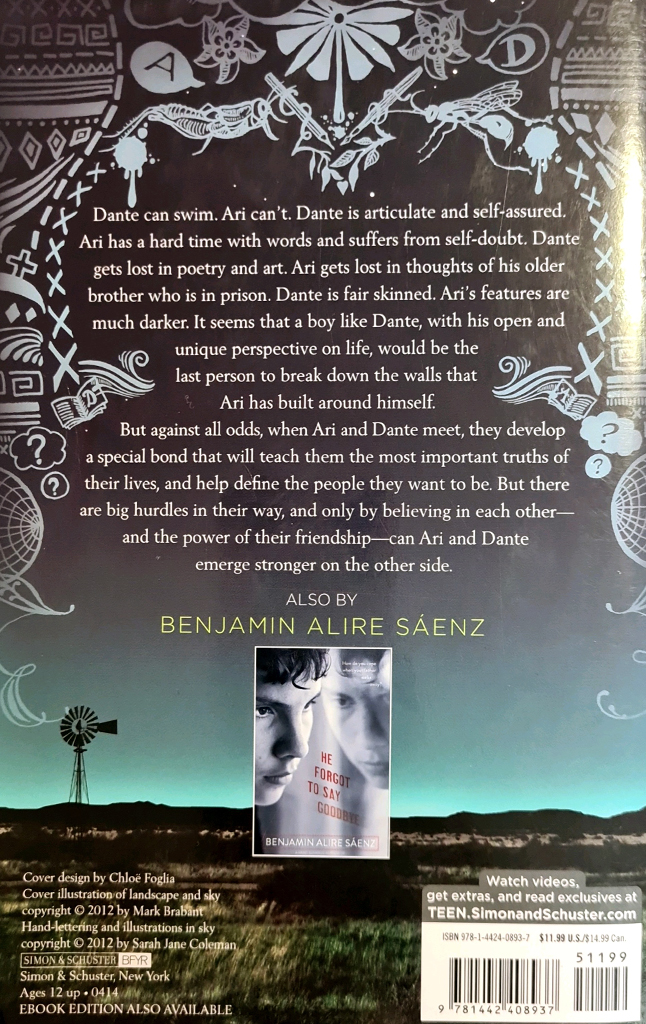 A
D
Dante can swim. Ari can't. Dante is articulate and self-assured.
Ari has a hard time with words and suffers from self-doubt. Dante
gets lost in poetry and art. Ari gets lost in thoughts of his older
brother who is in prison. Dante is fair skinned. Ari's features are
much darker. It seems that a boy like Dante, with his open and
unique perspective on life, would be the
last person to break down the walls that
Ari has built around himself.
But against all odds, when Ari and Dante meet, they develop
a special bond that will teach them the most important truths of
their lives, and help define the people they want to be. But there
are big hurdles in their way, and only by believing in each other—
and the power of their friendship—can Ari and Dante
emerge stronger on the other side.
?
?
?
?
ALSO BY
BENJAMIN ALIRE SÁENZ
HE
FORGOT
TO SAY
GOODBYE
BENJAMIN ALIRE SÁENZ
Cover design by Chloë Foglia
Cover illustration of landscape and sky
copyright © 2012 by Mark Brabant
Hand-lettering and illustrations in sky
copyright © 2012 by Sarah Jane Coleman
SIMON & SCHUSTER BFYR
Simon & Schuster, New York
Ages 12 up • 0414
EBOOK EDITION ALSO AVAILABLE
Watch videos,
get extras, and read exclusives at
TEEN.SimonandSchuster.com
ISBN 978-1-4424-0893-7 $11.99 U.S./$14.99 Can.
51199
9 781442 408937